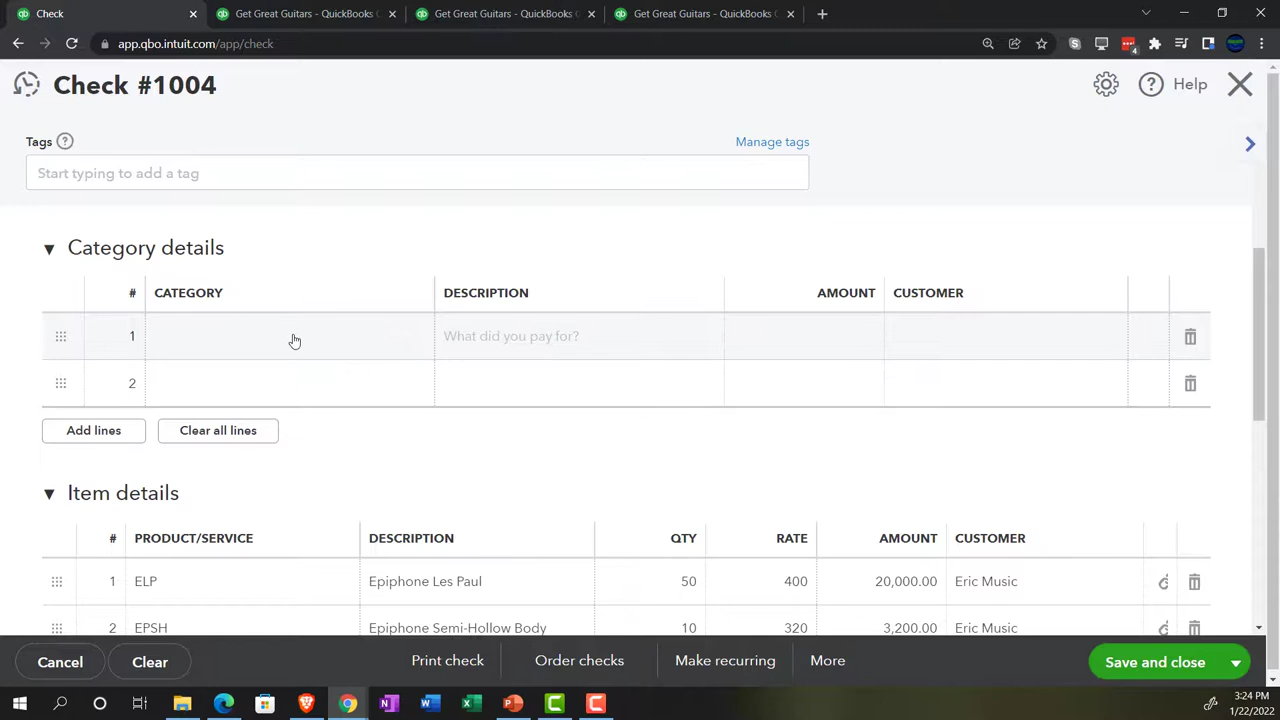 Check
Get Great Guitars - QuickBooks C
Get Great Guitars - QuickBooks C
Get Great Guitars - QuickBooks C
app.qbo.intuit.com/app/check
4
Check #1004
Help
Tags
Manage tags
Start typing to add a tag
Category details
# CATEGORY DESCRIPTION AMOUNT CUSTOMER
1 What did you pay for?
2
Add lines Clear all lines
Item details
# PRODUCT/SERVICE DESCRIPTION QTY RATE AMOUNT CUSTOMER
1 ELP Epiphone Les Paul 50 400 20,000.00 Eric Music
2 EPSH Epiphone Semi-Hollow Body 10 320 3,200.00 Eric Music
Cancel Clear Print check Order checks Make recurring More Save and close
3:24 PM
1/22/2022